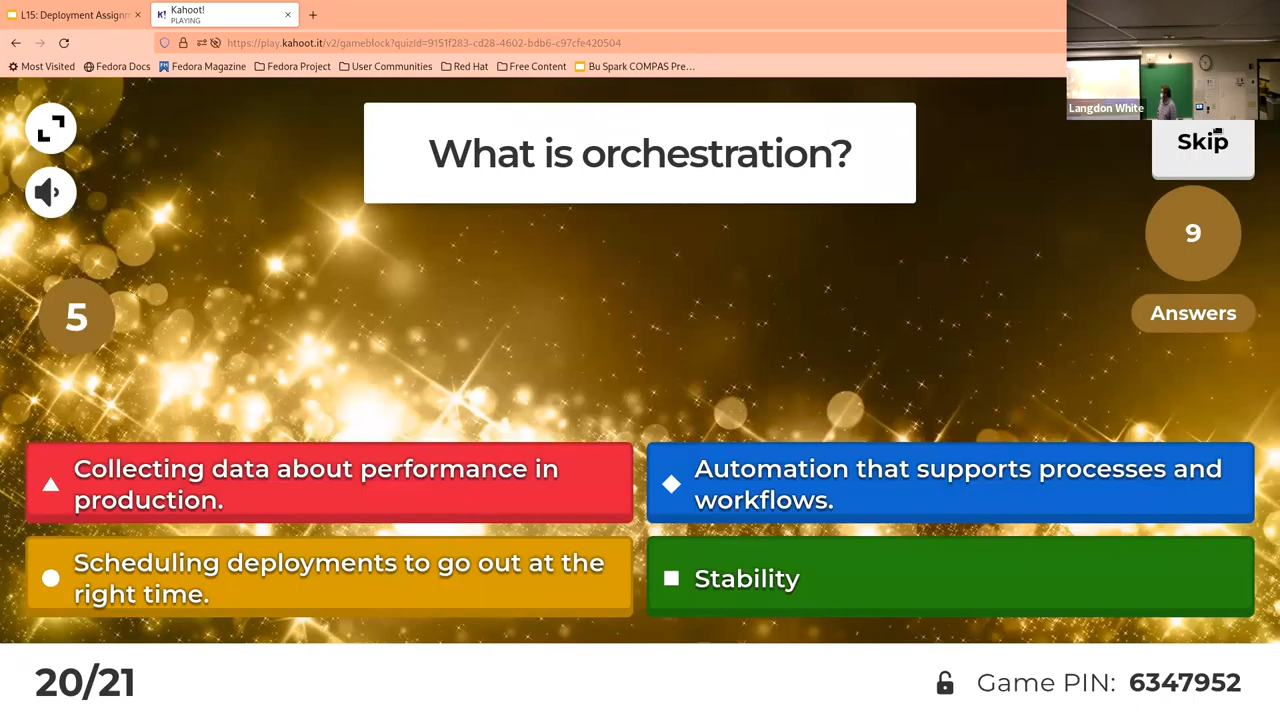 L15: Deployment Assignm
Kahoot!
PLAYING
https://play.kahoot.it/v2/gameblock?quizId=9151f283-cd28-4602-bdb6-c97cfe420504
Most Visited
Fedora Docs
Fedora Magazine
Fedora Project
User Communities
Red Hat
Free Content
Bu Spark COMPAS Pre...
Langdon White
What is orchestration?
Skip
9
5
Answers
Collecting data about performance in
production.
Automation that supports processes and
workflows.
Scheduling deployments to go out at the
right time.
Stability
20/21
Game PIN: 6347952